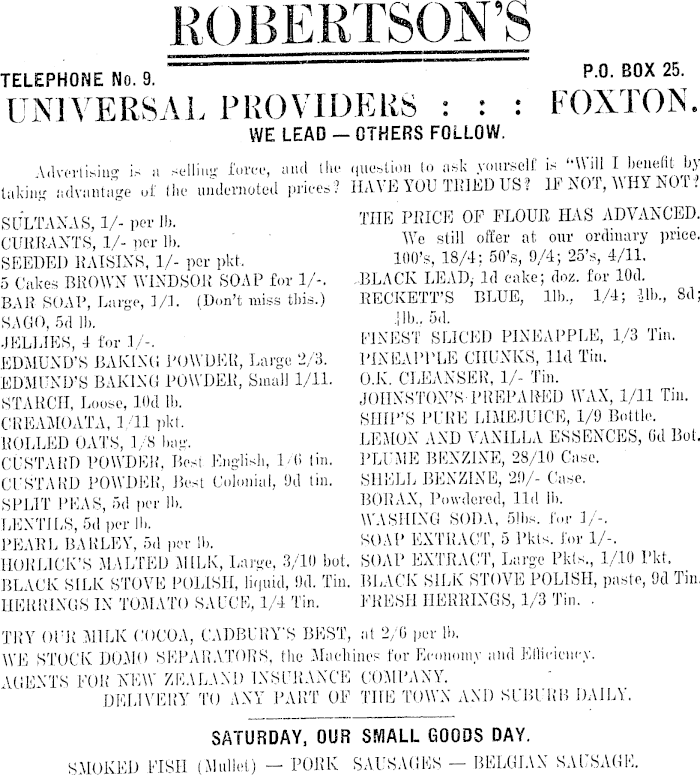 ROBERTSON'S
TELEPHONE No. 9.
P.O. BOX 25.
UNIVERSAL PROVIDERS : : : FOXTON.
WE LEAD — OTHERS FOLLOW.
Advertising is a selling force, and the question to ask yourself is "Will I benefit by
taking advantage of the undernoted prices? HAVE YOU TRIED US? IF NOT, WHY NOT?
SULTANAS, 1/- per lb.
CURRANTS, 1/- per lb.
SEEDED RAISINS, 1/- per pkt.
5 Cakes BROWN WINDSOR SOAP for 1/-.
BAR SOAP, Large, 1/1. (Don't miss this.)
SAGO, 5d lb.
JELLIES, 4 for 1/-.
EDMUND'S BAKING POWDER, Large 2/3.
EDMUND'S BAKING POWDER, Small 1/11.
STARCH, Loose, 10d lb.
CREAMOATA, 1/11 pkt.
ROLLED OATS, 1/8 bag.
CUSTARD POWDER, Best English, 1/6 tin.
CUSTARD POWDER, Best Colonial, 9d tin.
SPLIT PEAS, 5d per lb.
LENTILS, 5d per lb.
PEARL BARLEY, 5d per lb.
HORLICK'S MALTED MILK, Large, 3/10 bot.
BLACK SILK STOVE POLISH, liquid, 9d. Tin.
HERRINGS IN TOMATO SAUCE, 1/4 Tin.
THE PRICE OF FLOUR HAS ADVANCED.
We still offer at our ordinary price.
100's, 18/4; 50's, 9/4; 25's, 4/11.
BLACK LEAD, 1d cake; doz. for 10d.
RECKETT'S BLUE, 1lb., 1/4; ½lb., 8d;
¼lb.. 5d.
FINEST SLICED PINEAPPLE, 1/3 Tin.
PINEAPPLE CHUNKS, 11d Tin.
O.K. CLEANSER, 1/- Tin.
JOHNSTON'S PREPARED WAX, 1/11 Tin.
SHIP'S PURE LIMEJUICE, 1/9 Bottle.
LEMON AND VANILLA ESSENCES, 6d Bot.
PLUME BENZINE, 28/10 Case.
SHELL BENZINE, 29/- Case.
BORAX, Powdered, 11d lb.
WASHING SODA, 5lbs. for 1/-.
SOAP EXTRACT, 5 Pkts. for 1/-.
SOAP EXTRACT, Large Pkts., 1/10 Pkt.
BLACK SILK STOVE POLISH, paste, 9d Tin.
FRESH HERRINGS, 1/3 Tin.
TRY OUR MILK COCOA, CADBURY'S BEST, at 2/6 per lb.
WE STOCK DOMO SEPARATORS, the Machines for Economy and Efficiency.
AGENTS FOR NEW ZEALAND INSURANCE COMPANY.
DELIVERY TO ANY PART OF THE TOWN AND SUBURB DAILY.
SATURDAY, OUR SMALL GOODS DAY.
SMOKED FISH (Mullet) — PORK SAUSAGES — BELGIAN SAUSAGE.